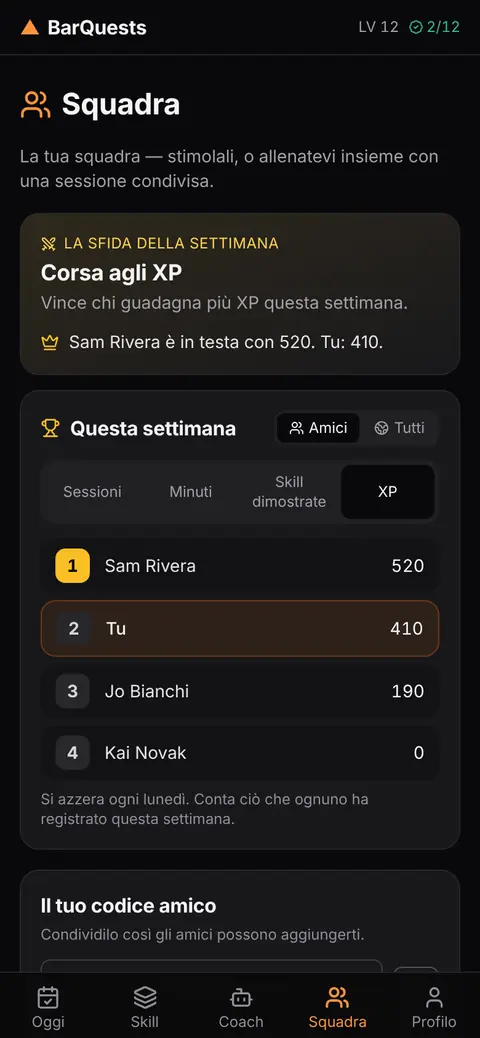 BarQuests
LV 12
2/12
Squadra
La tua squadra — stimolali, o allenatevi insieme con
una sessione condivisa.
LA SFIDA DELLA SETTIMANA
Corsa agli XP
Vince chi guadagna più XP questa settimana.
Sam Rivera è in testa con 520. Tu: 410.
Questa settimana
Amici
Tutti
Sessioni
Minuti
Skill
dimostrate
XP
1 Sam Rivera 520
2 Tu 410
3 Jo Bianchi 190
4 Kai Novak 0
Si azzera ogni lunedì. Conta ciò che ognuno ha
registrato questa settimana.
Il tuo codice amico
Condividilo così gli amici possono aggiungerti.
Oggi
Skill
Coach
Squadra
Profilo